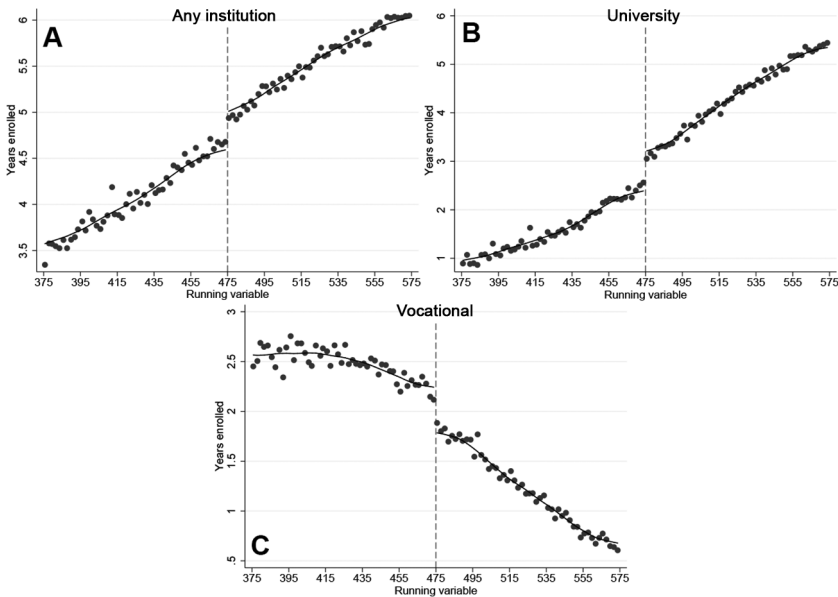 Any institution
A
Years enrolled
6
5.5
5
4.5
4
3.5
375 395 415 435 455 475 495 515 535 555 575
Running variable
University
B
Years enrolled
6
5
4
3
2
1
375 395 415 435 455 475 495 515 535 555 575
Running variable
Vocational
C
Years enrolled
3
2.5
2
1.5
1
.5
375 395 415 435 455 475 495 515 535 555 575
Running variable